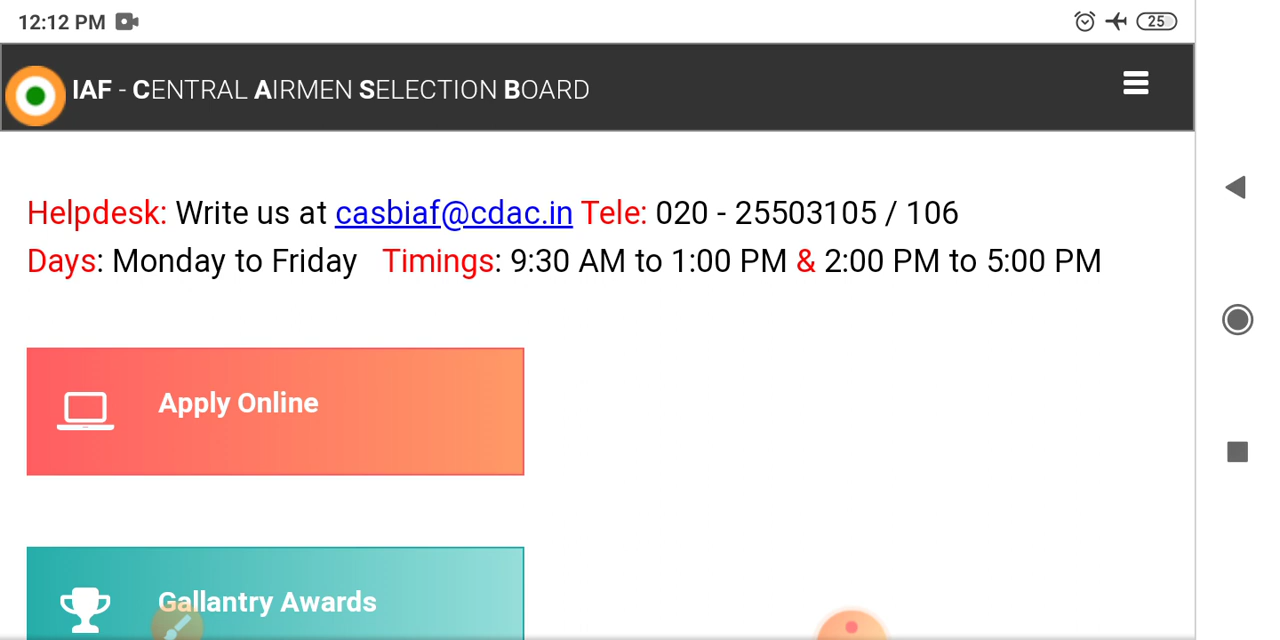 12:12 PM
25
IAF - CENTRAL AIRMEN SELECTION BOARD
Helpdesk: Write us at casbiaf@cdac.in Tele: 020 - 25503105 / 106
Days: Monday to Friday Timings: 9:30 AM to 1:00 PM & 2:00 PM to 5:00 PM
Apply Online
Gallantry Awards